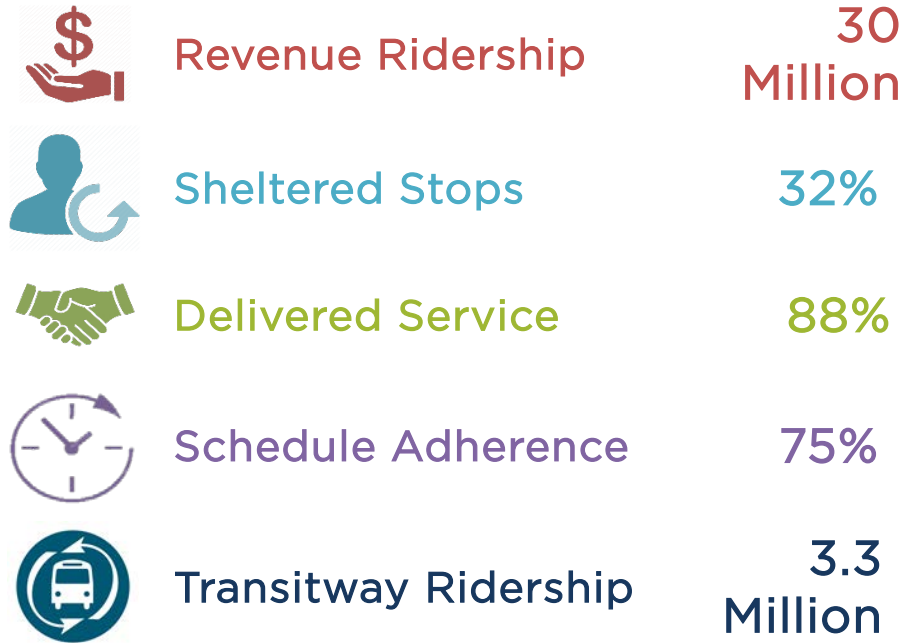 Revenue Ridership
30
Million
Sheltered Stops
32%
Delivered Service
88%
Schedule Adherence
75%
Transitway Ridership
3.3
Million